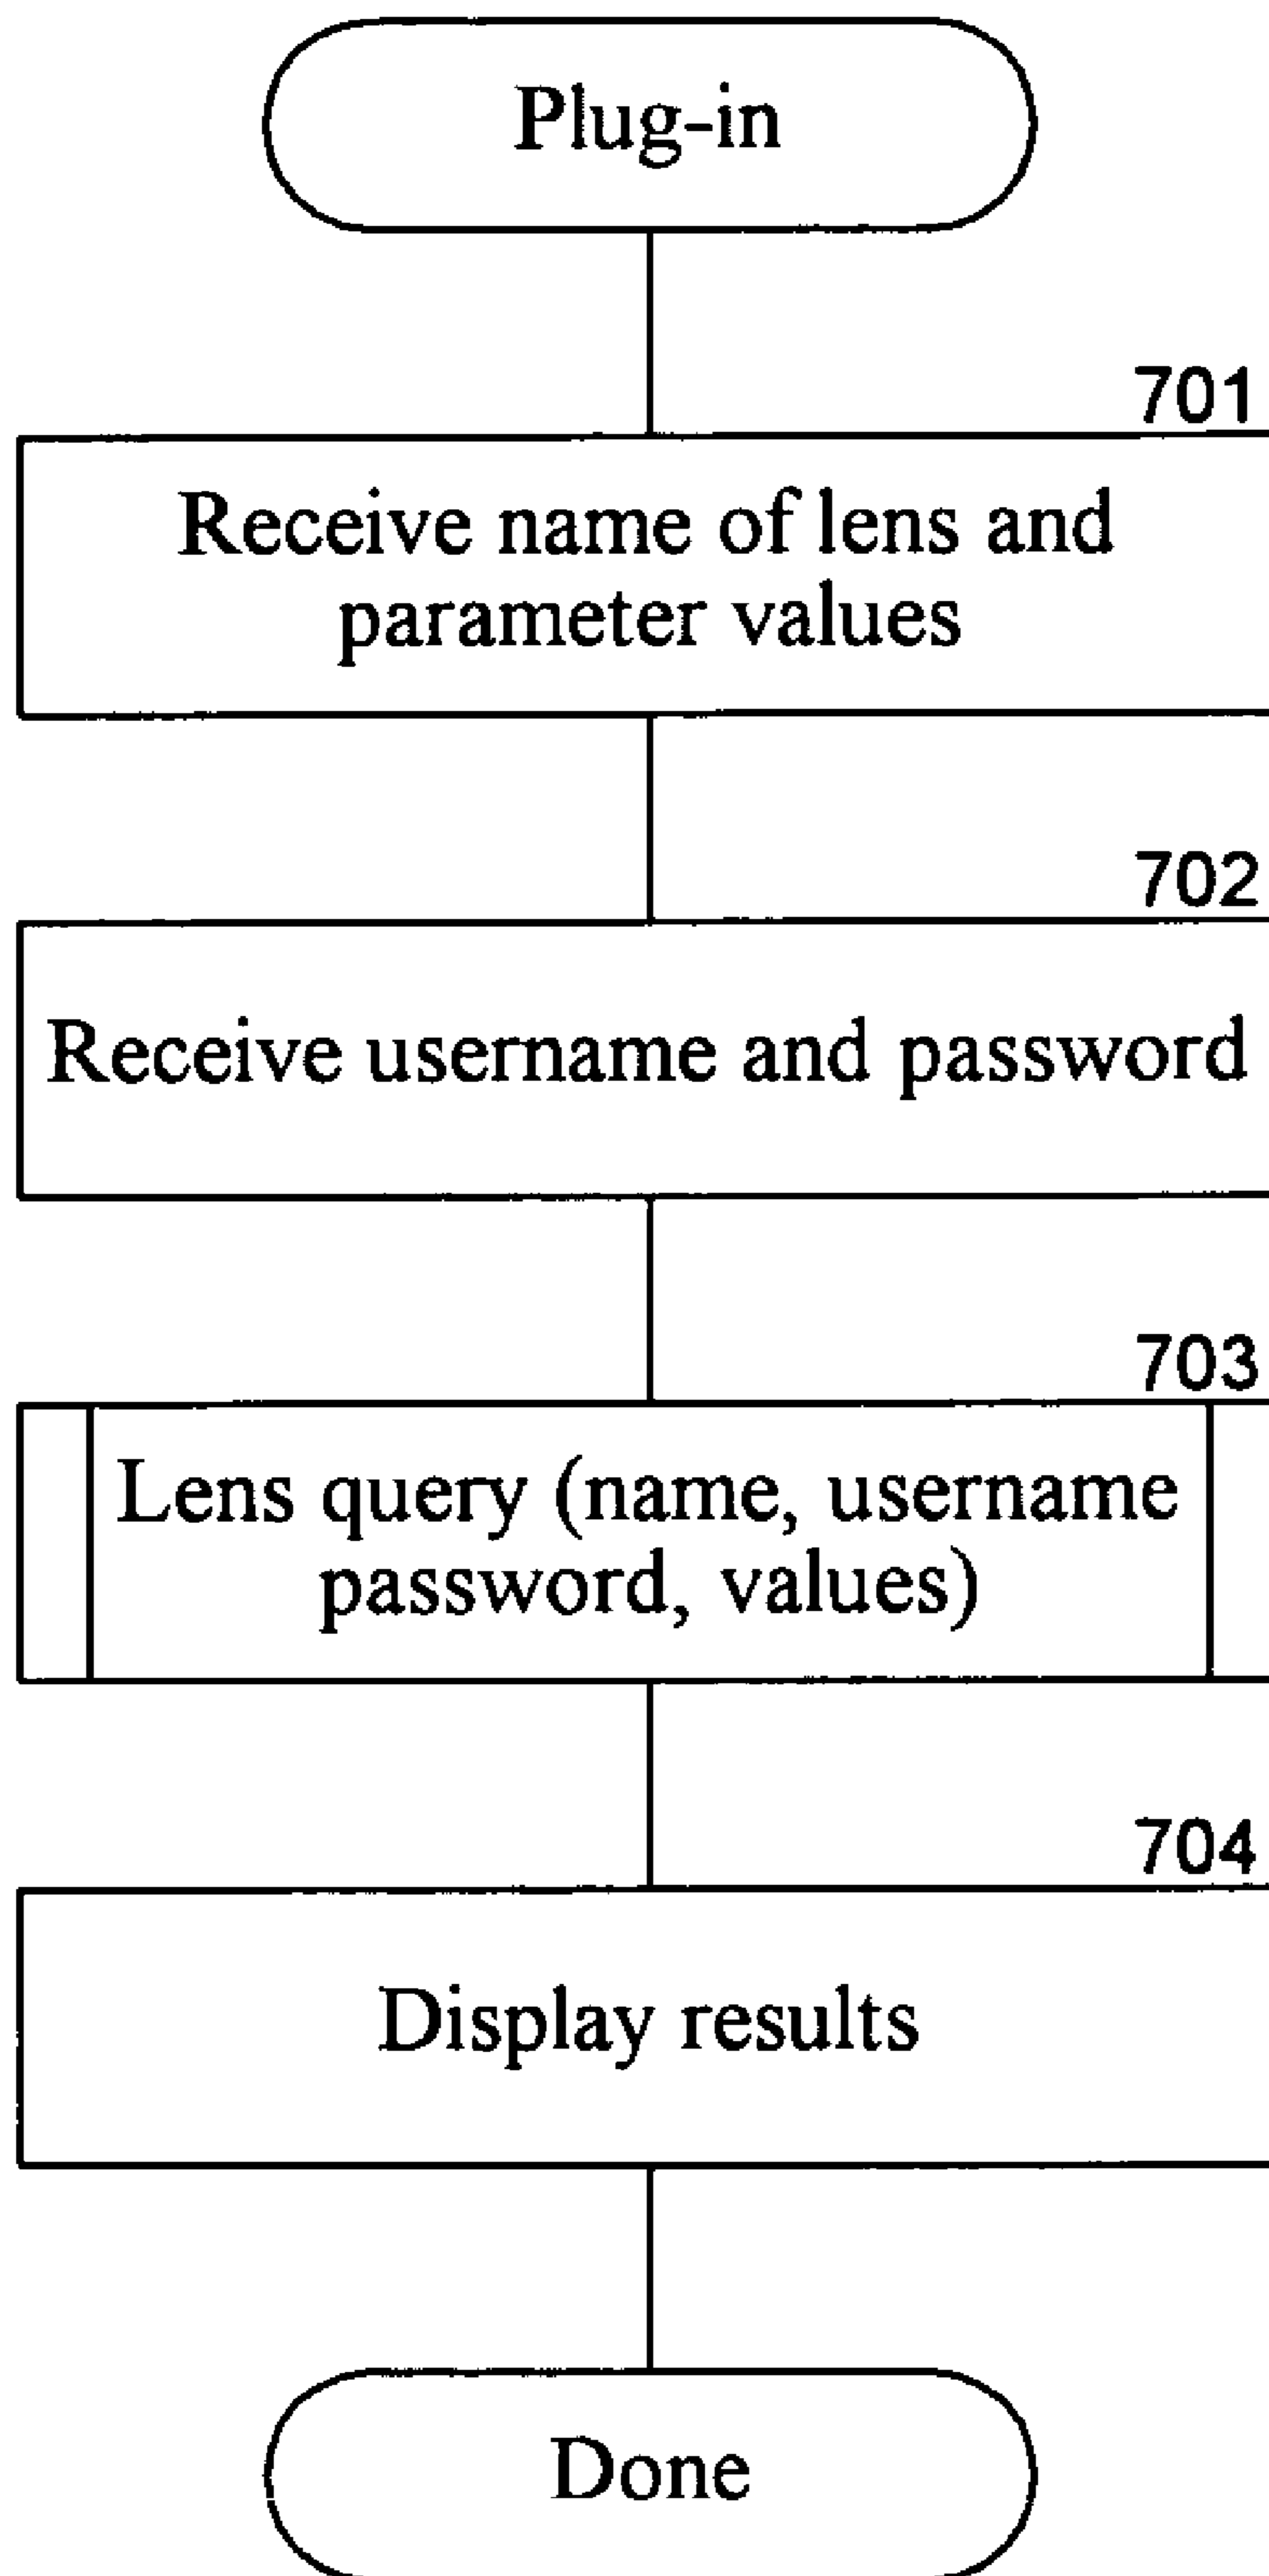 Plug-in
701
Receive name of lens and
parameter values
702
Receive username and password
703
Lens query (name, username
password, values)
704
Display results
Done